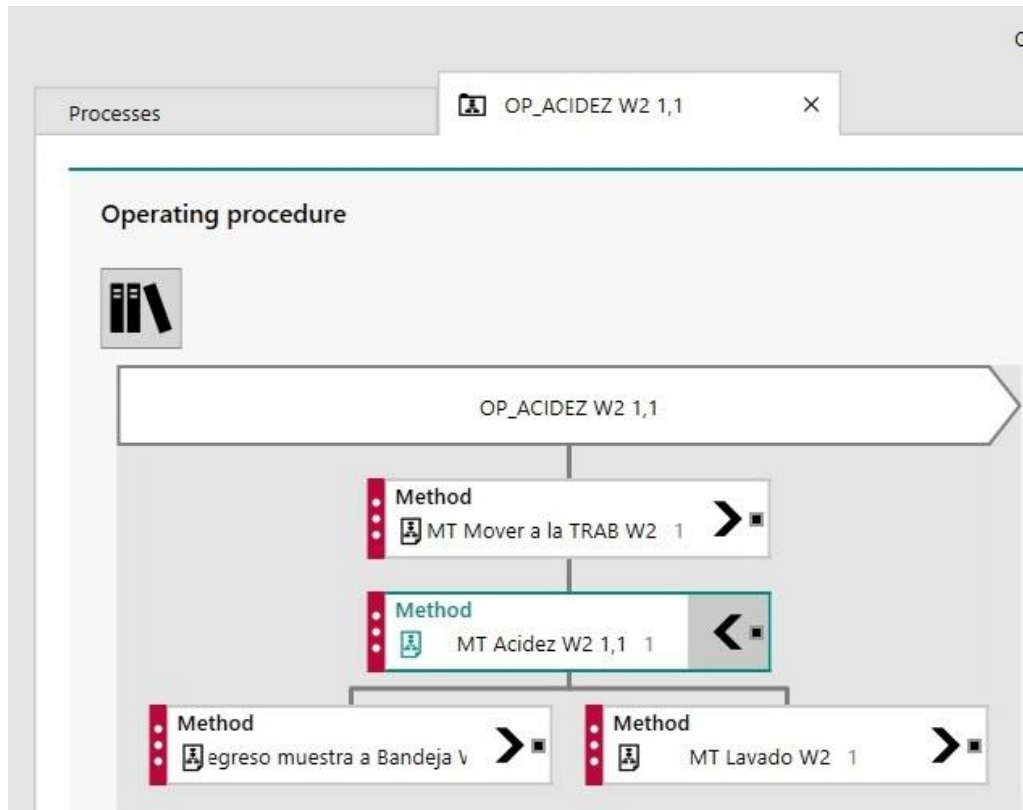 Processes
OP_ACIDEZ W2 1,1
Operating procedure
OP_ACIDEZ W2 1,1
Method
MT Mover a la TRAB W2 1
Method
MT Acidez W2 1,1 1
Method
egreso muestra a Bandeja
Method
MT Lavado W2 1